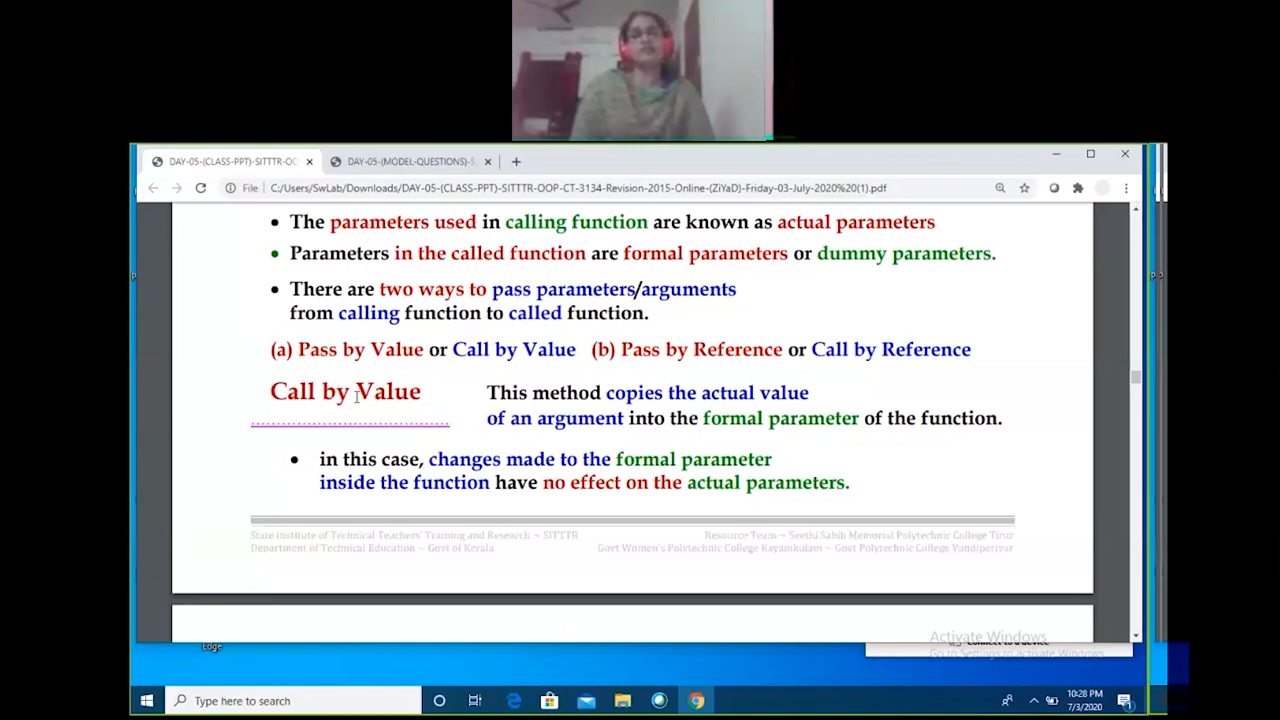 DAY-05-(CLASS-PPT)-SITTTR-OO
DAY-05-(MODEL-QUESTIONS)-S
File
C:/Users/SwLab/Downloads/DAY-05-(CLASS-PPT)-SITTTR-OOP-CT-3134-Revision-2015-Online-(ZiYaD)-Friday-03-July-2020%20(1).pdf
• The parameters used in calling function are known as actual parameters
• Parameters in the called function are formal parameters or dummy parameters.
• There are two ways to pass parameters/arguments
from calling function to called function.
(a) Pass by Value or Call by Value (b) Pass by Reference or Call by Reference
Call by Value
This method copies the actual value
of an argument into the formal parameter of the function.
• in this case, changes made to the formal parameter
inside the function have no effect on the actual parameters.
State Institute of Technical Teachers' Training and Research ~ SITTTR
Department of Technical Education ~ Govt of Kerala
Resource Team ~ Seethi Sahib Memorial Polytechnic College Tirur
Govt Women's Polytechnic College Kayamkulam ~ Govt Polytechnic College Vandiperiyar
Activate Windows
Go to Settings to activate Windows.
Edge
Type here to search
10:28 PM
7/3/2020